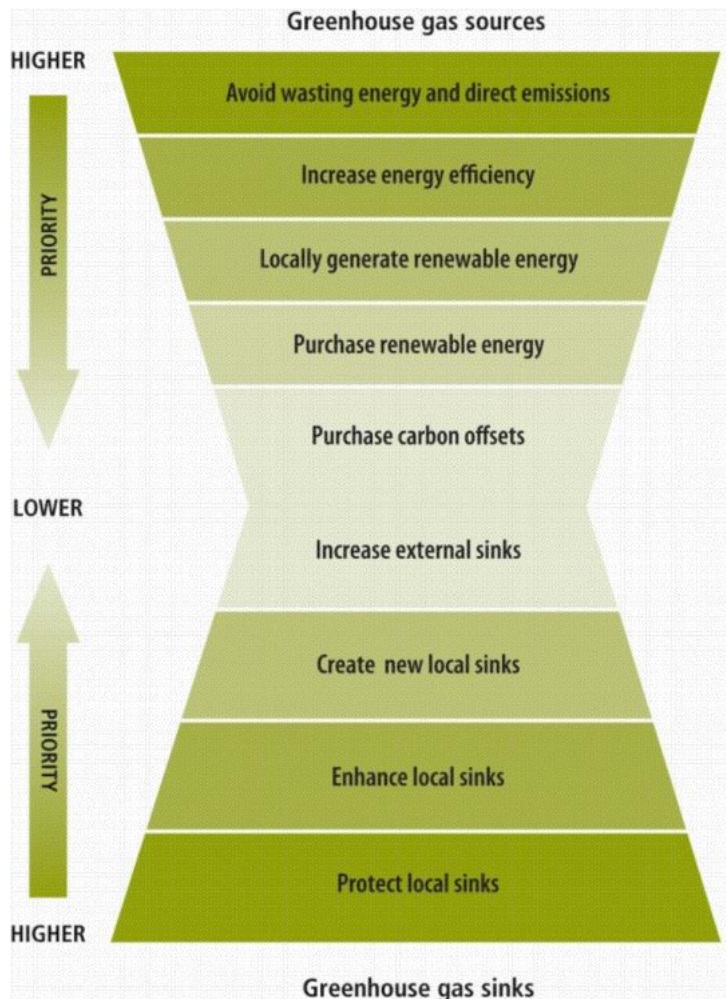 Greenhouse gas sources
HIGHER
Avoid wasting energy and direct emissions
Increase energy efficiency
PRIORITY
Locally generate renewable energy
Purchase renewable energy
Purchase carbon offsets
LOWER
Increase external sinks
Create new local sinks
PRIORITY
Enhance local sinks
Protect local sinks
HIGHER
Greenhouse gas sinks